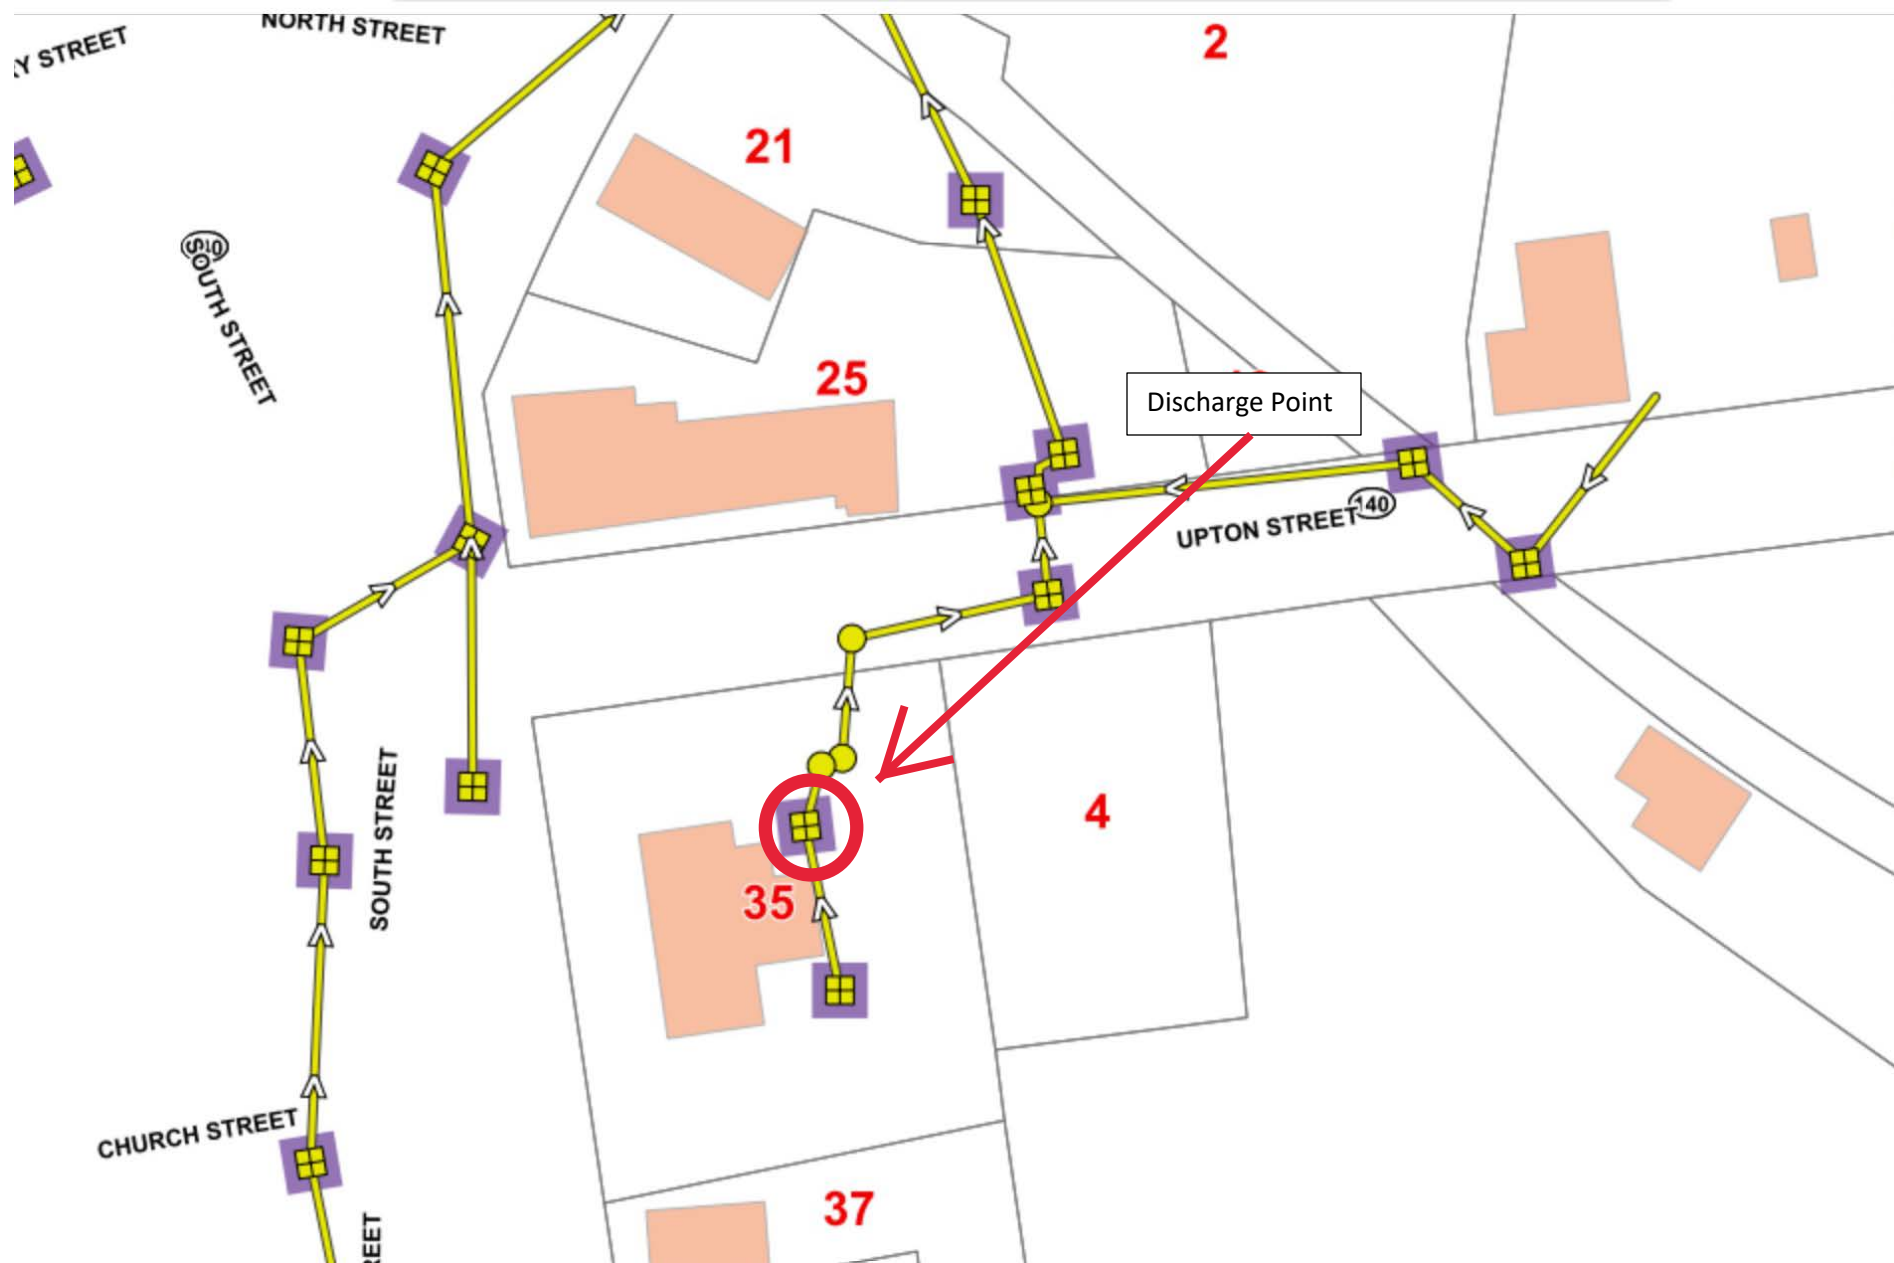 NORTH STREET
STREET
2
21
SOUTH STREET
25
Discharge Point
140
UPTON STREET
SOUTH STREET
4
35
CHURCH STREET
37